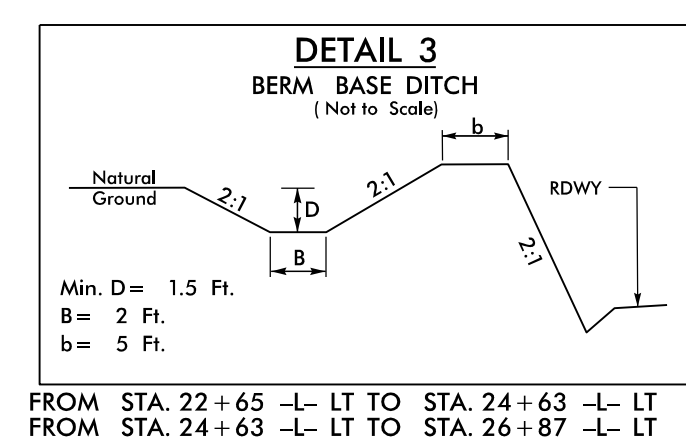 DETAIL 3
BERM BASE DITCH
( Not to Scale)
b
Natural
Ground
2:1
D
2:1
RDWY
B
2:1
Min. D= 1.5 Ft.
B= 2 Ft.
b= 5 Ft.
FROM STA. 22+65 -L- LT TO STA. 24+63 -L- LT
FROM STA. 24+63 -L- LT TO STA. 26+87 -L- LT